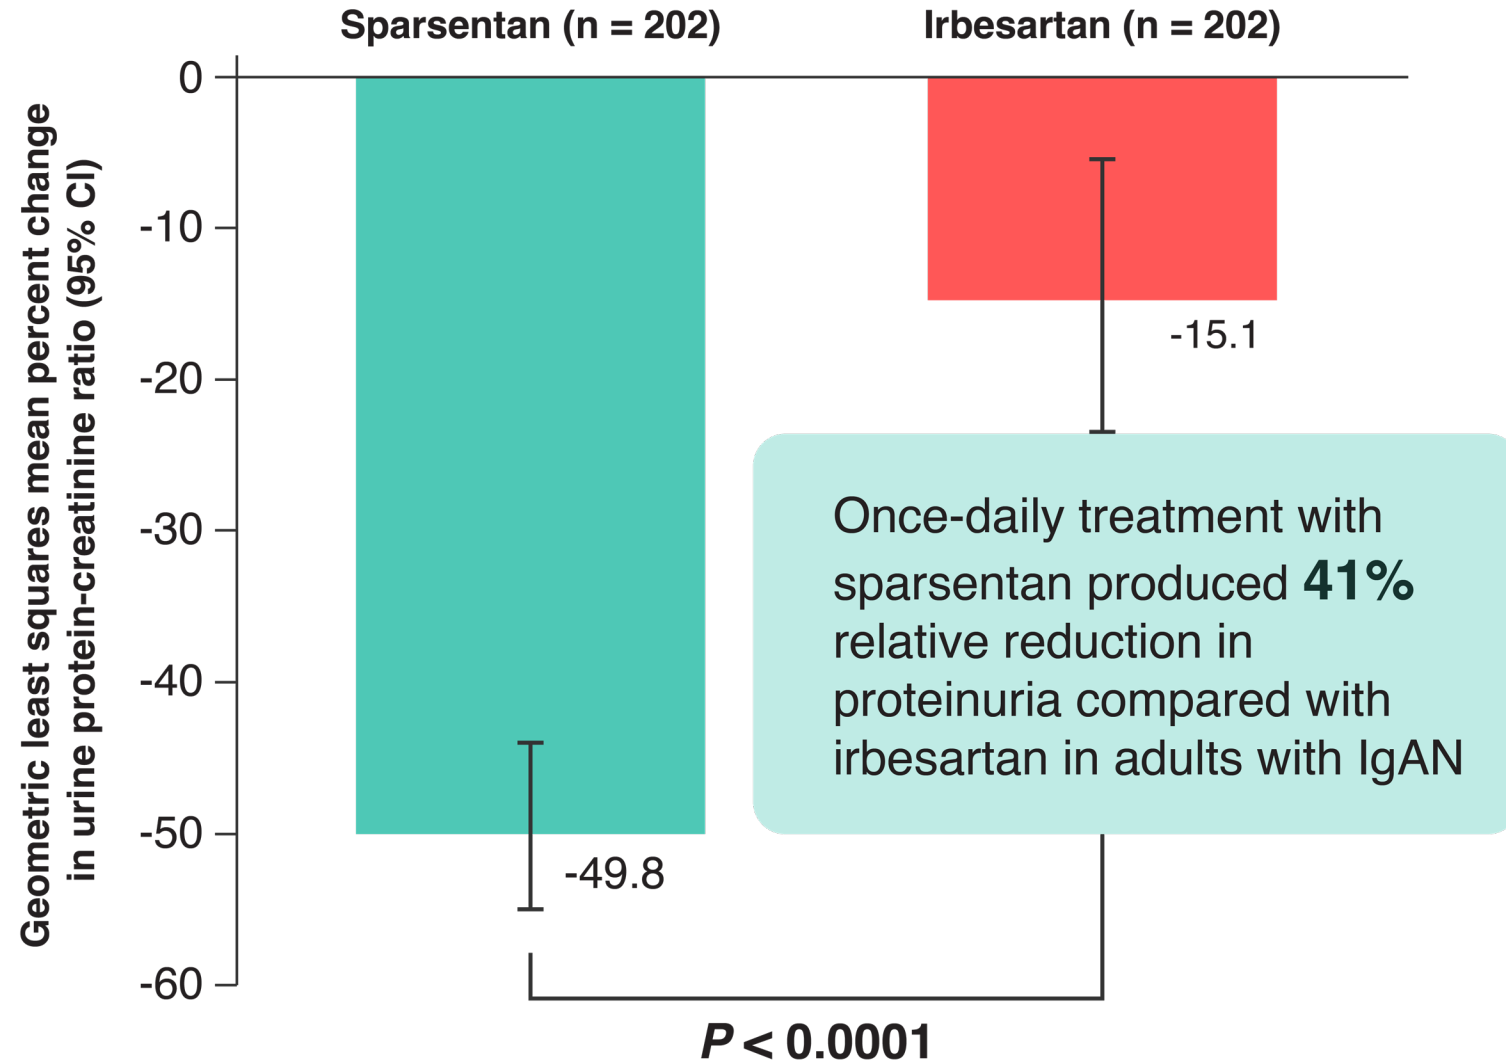 Sparsentan (n = 202)
Irbesartan (n = 202)
Geometric least squares mean percent change
in urine protein-creatinine ratio (95% CI)
0
-10
-20
-30
-40
-50
-60
-15.1
-49.8
Once-daily treatment with
sparsentan produced 41%
relative reduction in
proteinuria compared with
irbesartan in adults with IgAN
P < 0.0001